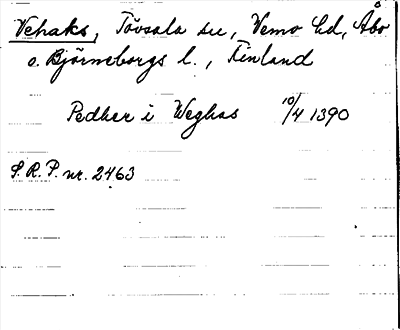 Vehaks, Tövsala sn, Vemo hd, Åbo
o. Björneborgs l., Finland
Pedher i Weghas 10/4 1390
S.R.P. nr. 2463